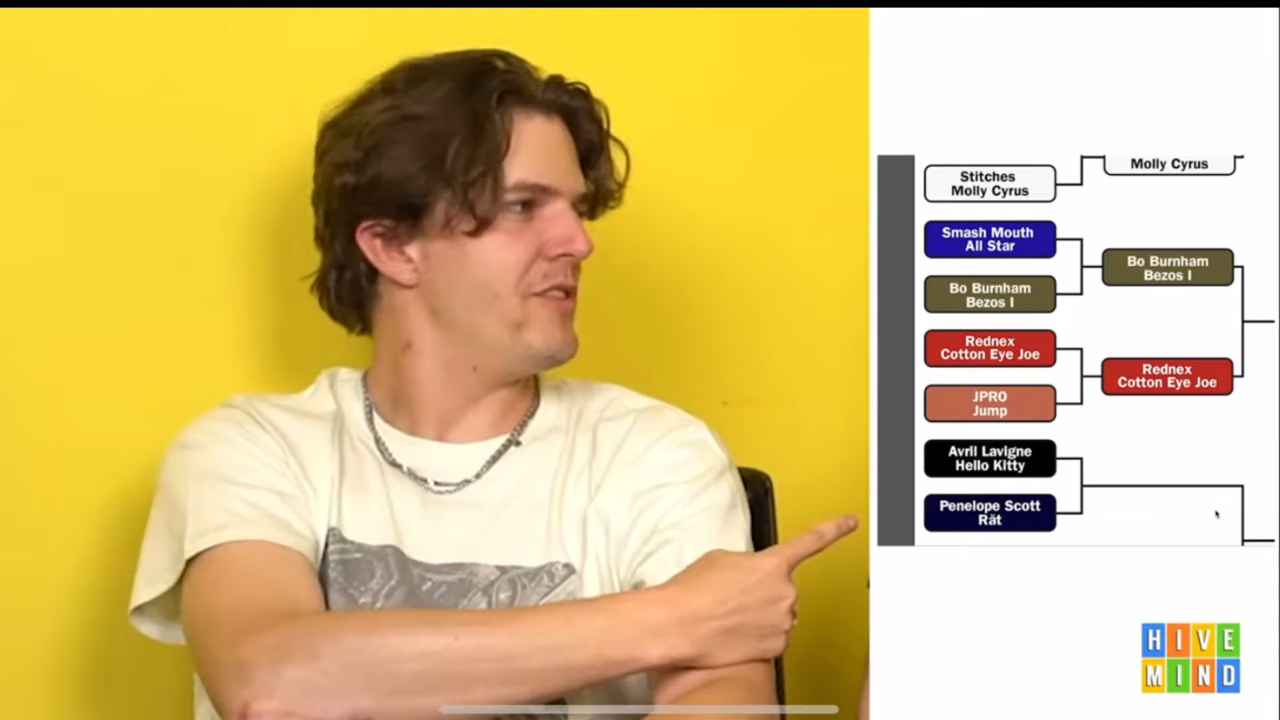 Molly Cyrus
Stitches
Molly Cyrus
Smash Mouth
All Star
Bo Burnham
Bezos I
Bo Burnham
Bezos I
Rednex
Cotton Eye Joe
Rednex
Cotton Eye Joe
JPRO
Jump
Avril Lavigne
Hello Kitty
Penelope Scott
Rät
HIVE
MIND